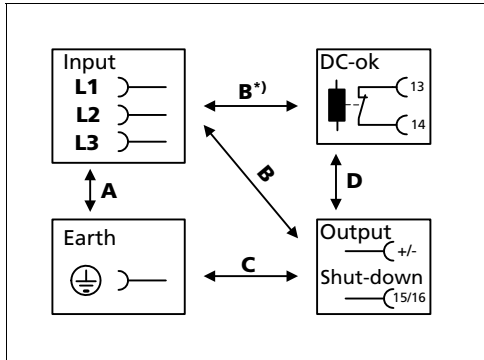 Input
L1
L2
L3
B*)
DC-ok
13
14
A
B
D
Earth
C
Output
+/-
Shut-down
15/16